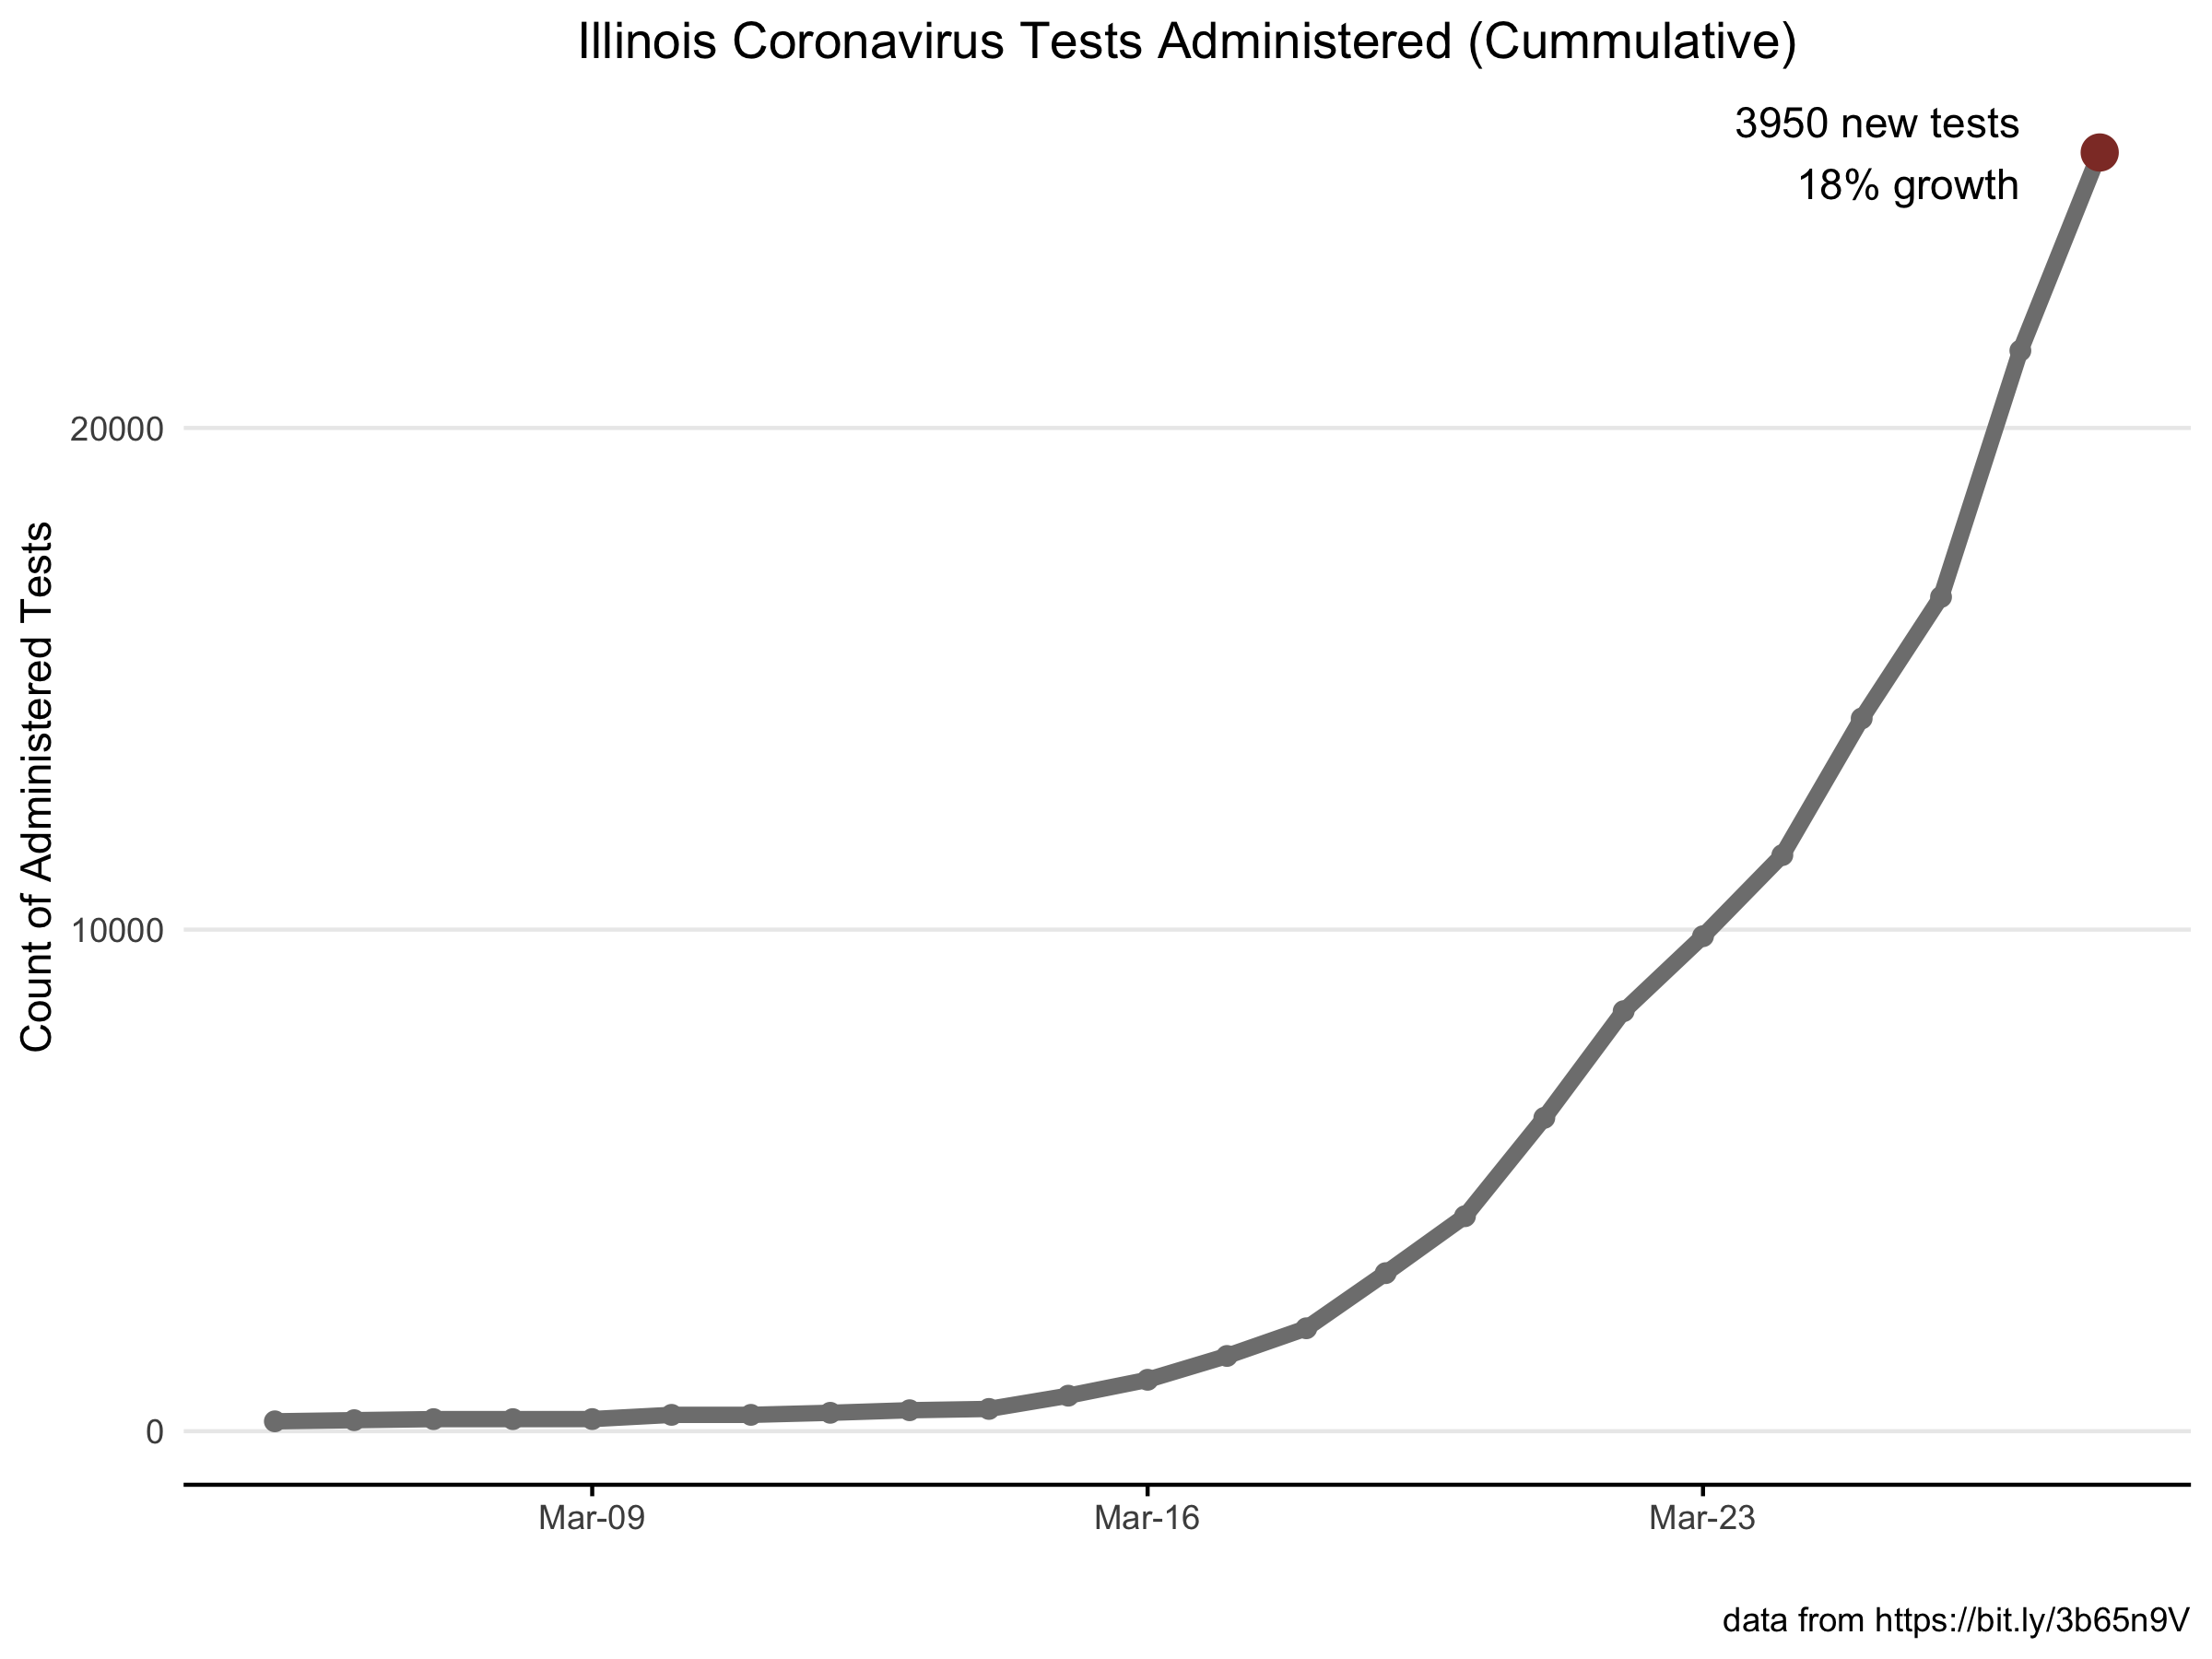 Illinois Coronavirus Tests Administered (Cummulative)
3950 new tests
18% growth
Count of Administered Tests
20000
10000
0
Mar-09
Mar-16
Mar-23
data from https://bit.ly/3b65n9V